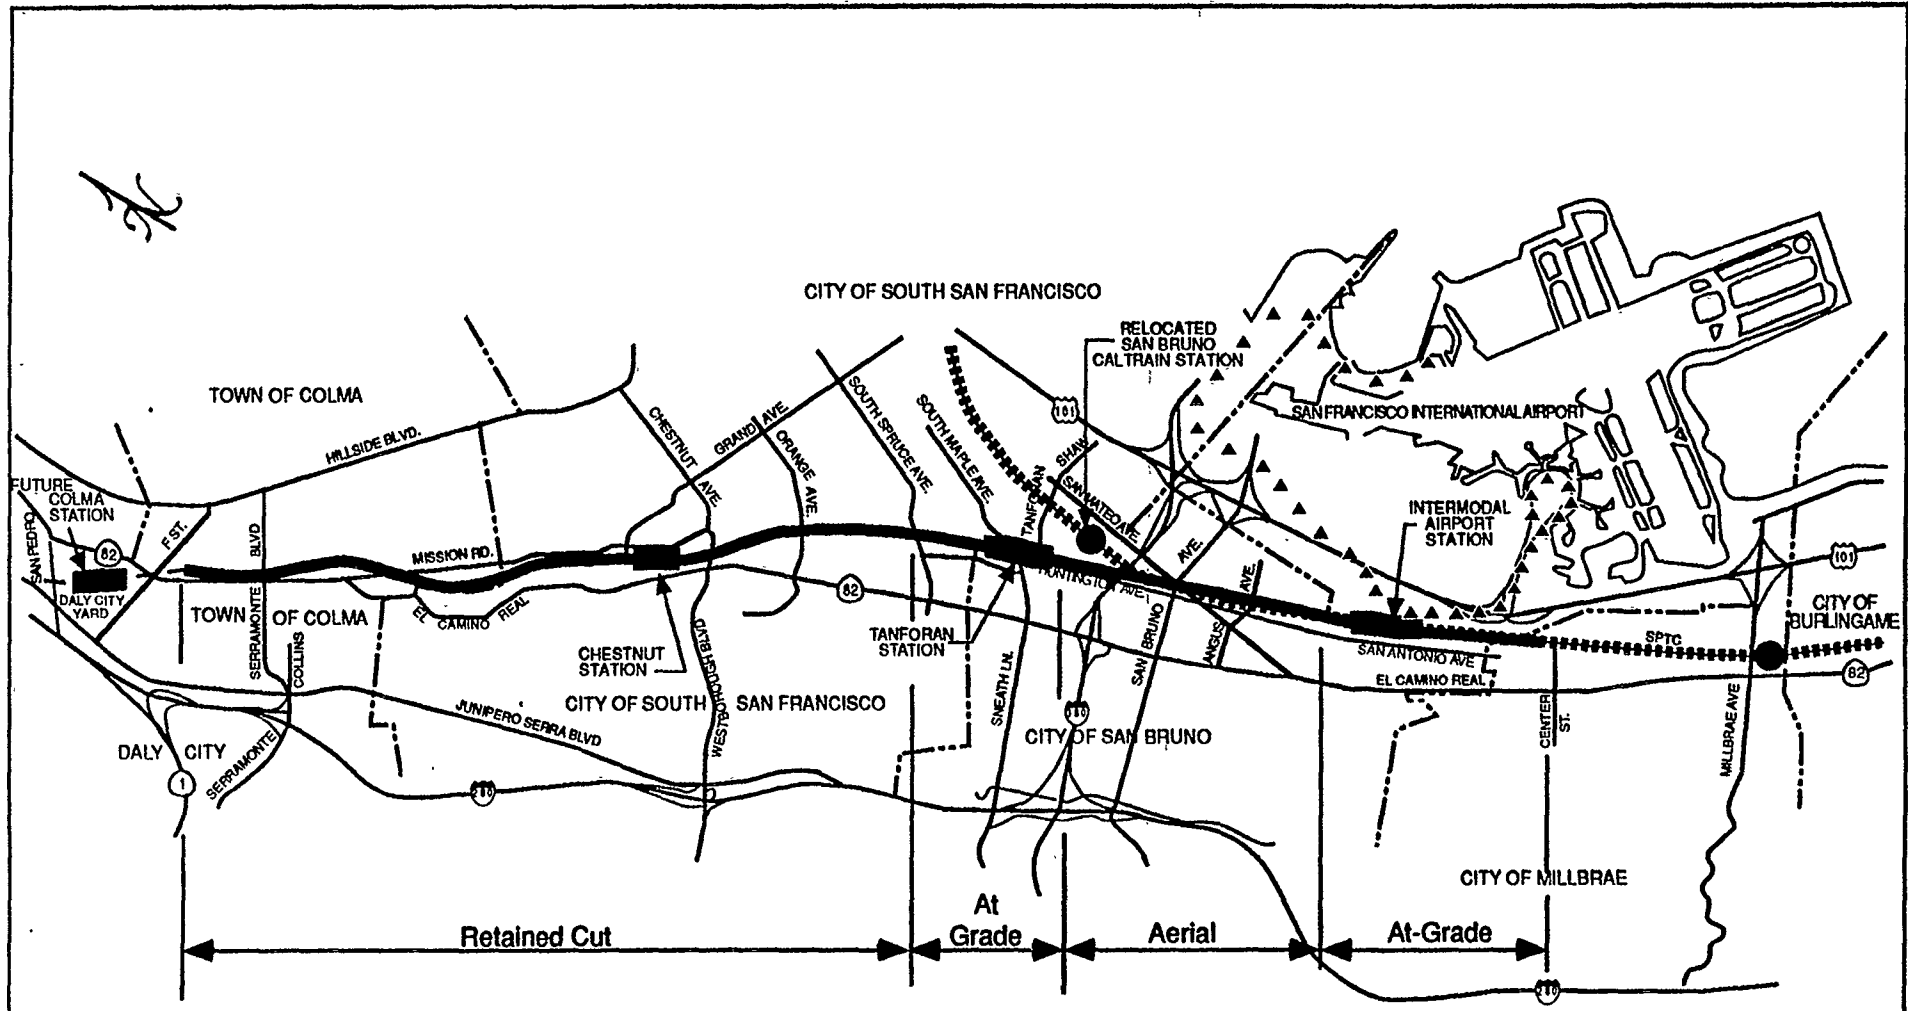 CITY OF SOUTH SAN FRANCISCO
RELOCATED
SAN BRUNO
CALTRAIN STATION
TOWN OF COLMA
HILLSIDE BLVD.
CHESTNUT
AVE.
GRAND AVE.
ORANGE AVE.
SOUTH SPRUCE AVE.
SOUTH MAPLE AVE.
101
SHAW
TANFORAN
SAN MATEO AVE.
SAN FRANCISCO INTERNATIONAL AIRPORT
FUTURE
COLMA
STATION
SAN PEDRO
82
F ST.
DALY CITY
YARD
SERRAMONTE BLVD
MISSION RD.
EL CAMINO REAL
TOWN OF COLMA
COLLINS
82
HUNTINGTON AVE.
AVE.
SAN BRUNO
ANGUS AVE.
INTERMODAL
AIRPORT
STATION
101
CITY OF
BURLINGAME
SPTC
82
SAN ANTONIO AVE
EL CAMINO REAL
CHESTNUT
STATION
TANFORAN
STATION
SNEATH LN.
WESTBOROUGH BLVD
CITY OF SOUTH SAN FRANCISCO
JUNIPERO SERRA BLVD
DALY CITY
1
SERRAMONTE
280
380
CITY OF SAN BRUNO
CENTER
ST.
MILLBRAE AVE
CITY OF MILLBRAE
Retained Cut
At
Grade
Aerial
At-Grade
280